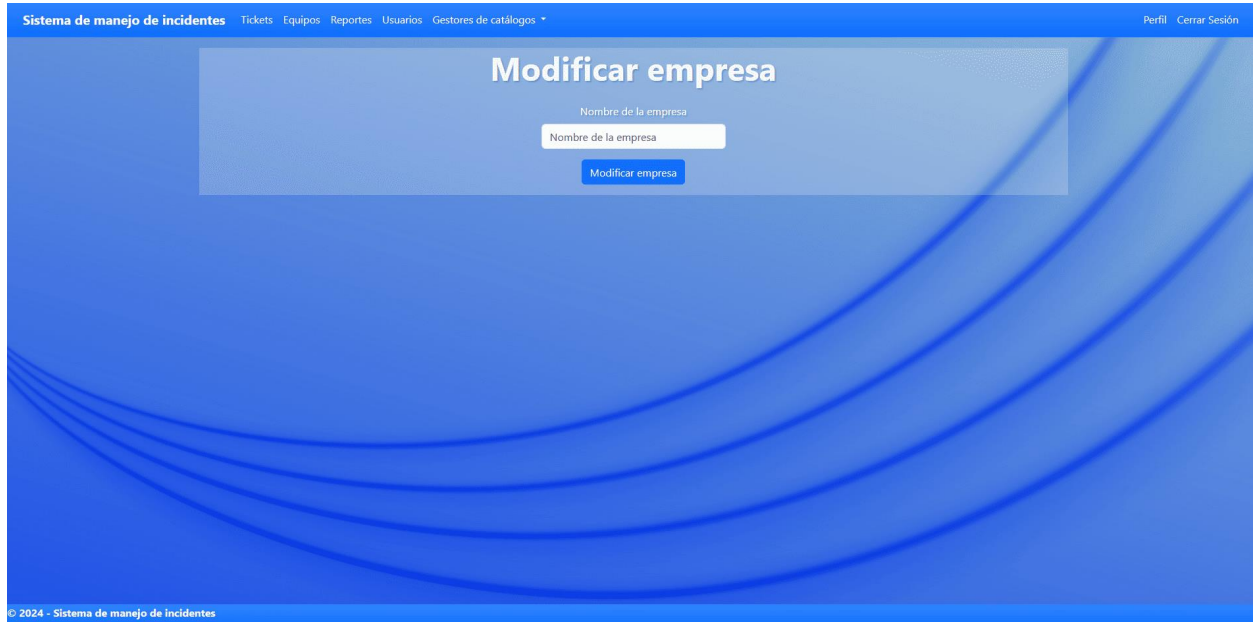 Sistema de manejo de incidentes Tickets Equipos Reportes Usuarios Gestores de catálogos Perfil Cerrar Sesión
Modificar empresa
Nombre de la empresa
Nombre de la empresa
Modificar empresa
© 2024 - Sistema de manejo de incidentes